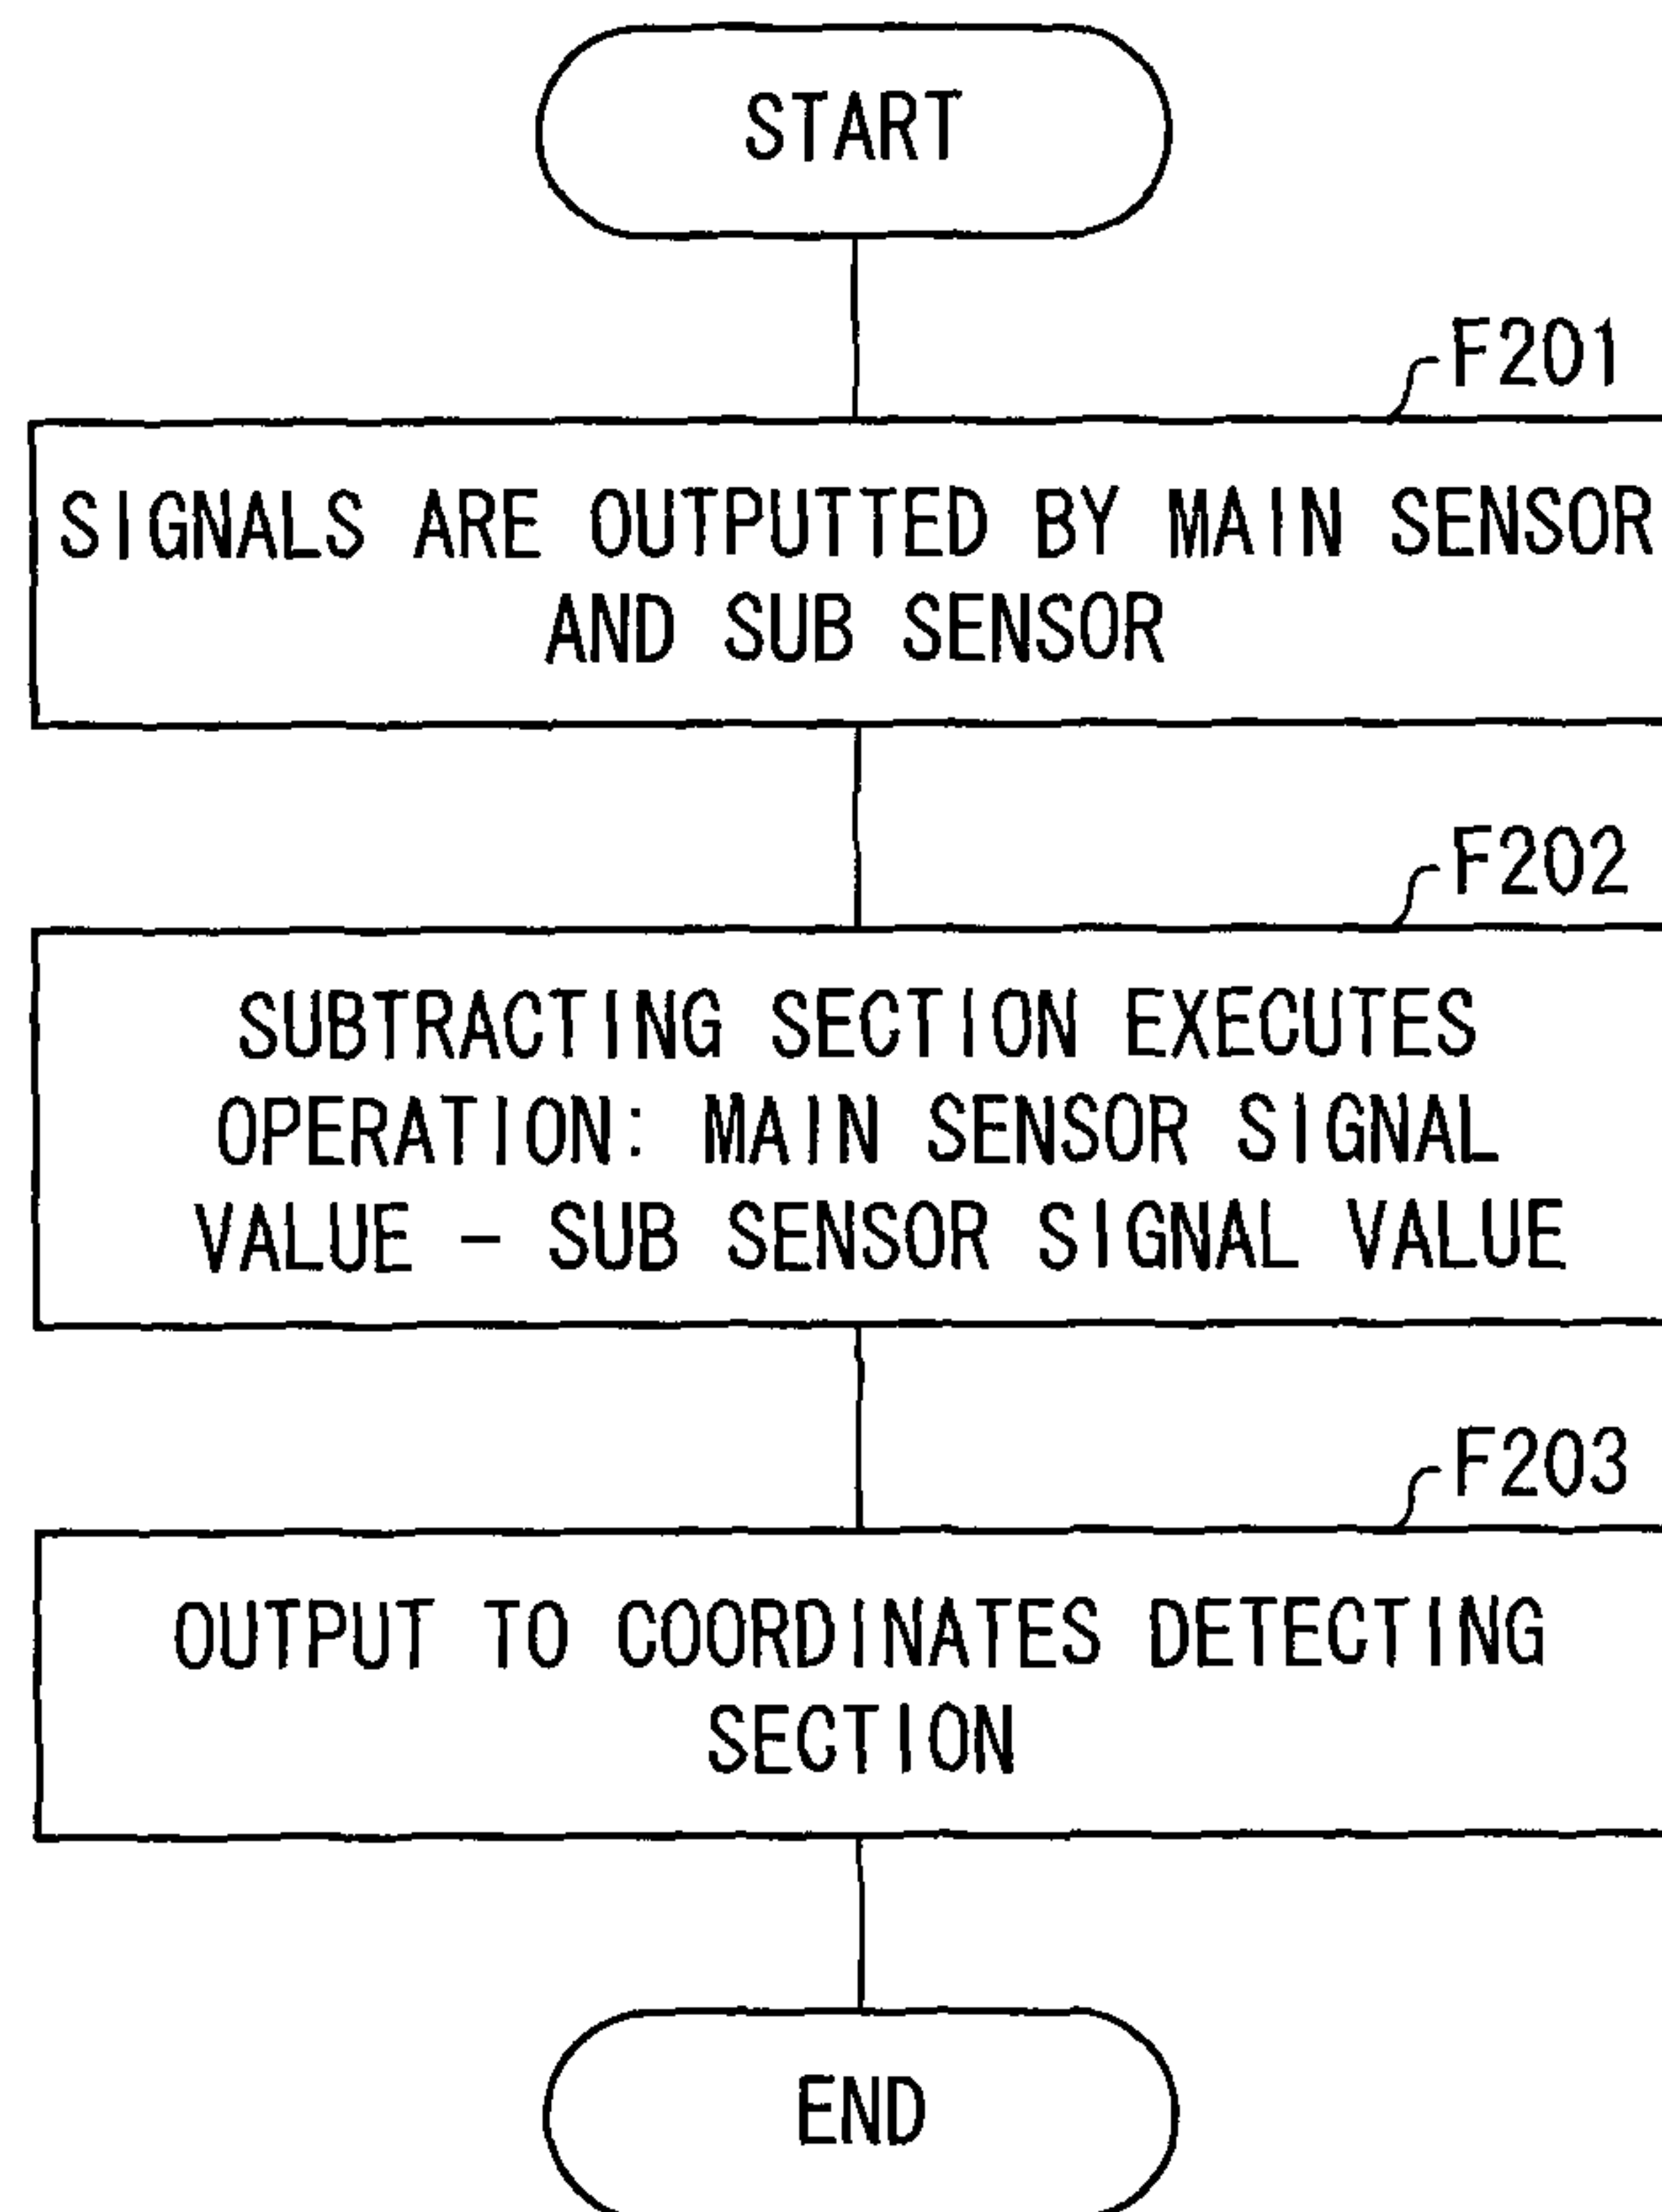 START
F201
SIGNALS ARE OUTPUTTED BY MAIN SENSOR
AND SUB SENSOR
F202
SUBTRACTING SECTION EXECUTES
OPERATION: MAIN SENSOR SIGNAL
VALUE - SUB SENSOR SIGNAL VALUE
F203
OUTPUT TO COORDINATES DETECTING
SECTION
END